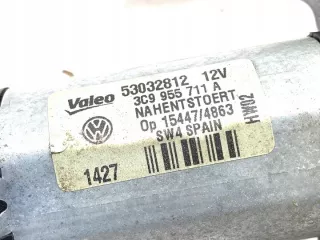 Valeo 53032812 12V
3C9 955 711 A
NAHENTSTOERT
Op 15447/4863
SW4 SPAIN
1427
HW02